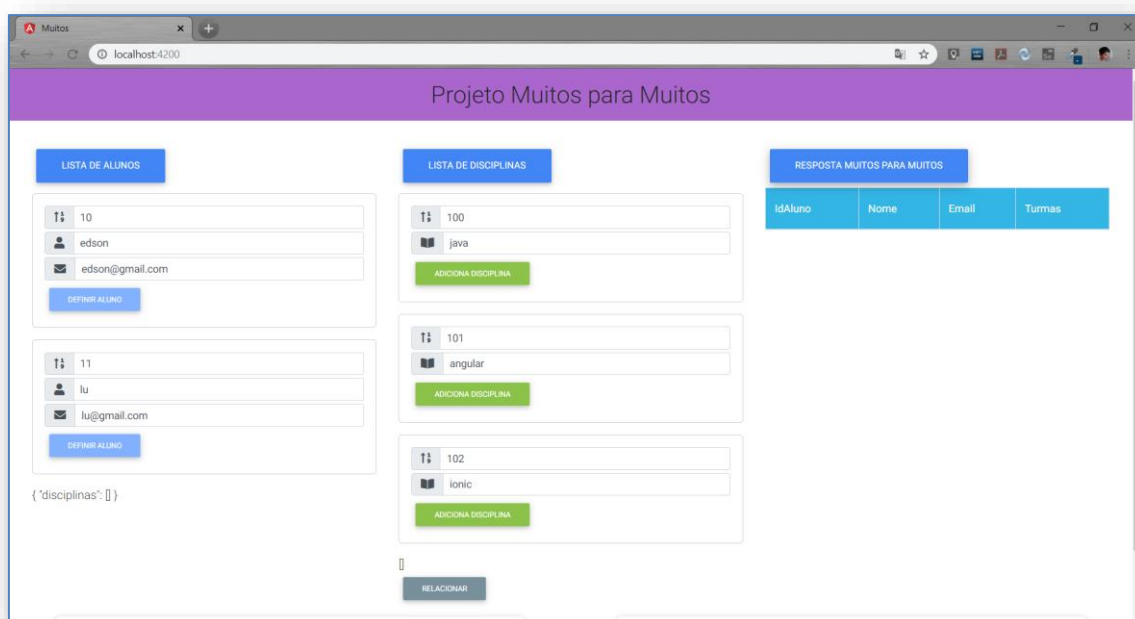 Muitos
localhost:4200
Projeto Muitos para Muitos
LISTA DE ALUNOS
10
edson
edson@gmail.com
DEFINIR ALUNO
11
lu
lu@gmail.com
DEFINIR ALUNO
{ "disciplinas": [] }
LISTA DE DISCIPLINAS
100
java
ADICIONA DISCIPLINA
101
angular
ADICIONA DISCIPLINA
102
ionic
ADICIONA DISCIPLINA
[]
RELACIONAR
RESPOSTA MUITOS PARA MUITOS
IdAluno Nome Email Turmas